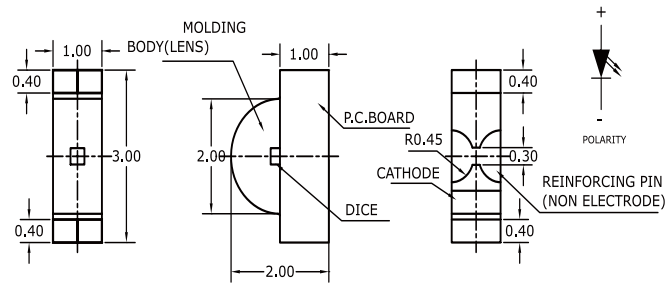 1.00
0.40
3.00
0.40
MOLDING
BODY(LENS)
1.00
P.C.BOARD
2.00
DICE
2.00
0.40
R0.45
0.30
CATHODE
REINFORCING PIN
(NON ELECTRODE)
0.40
+
-
POLARITY